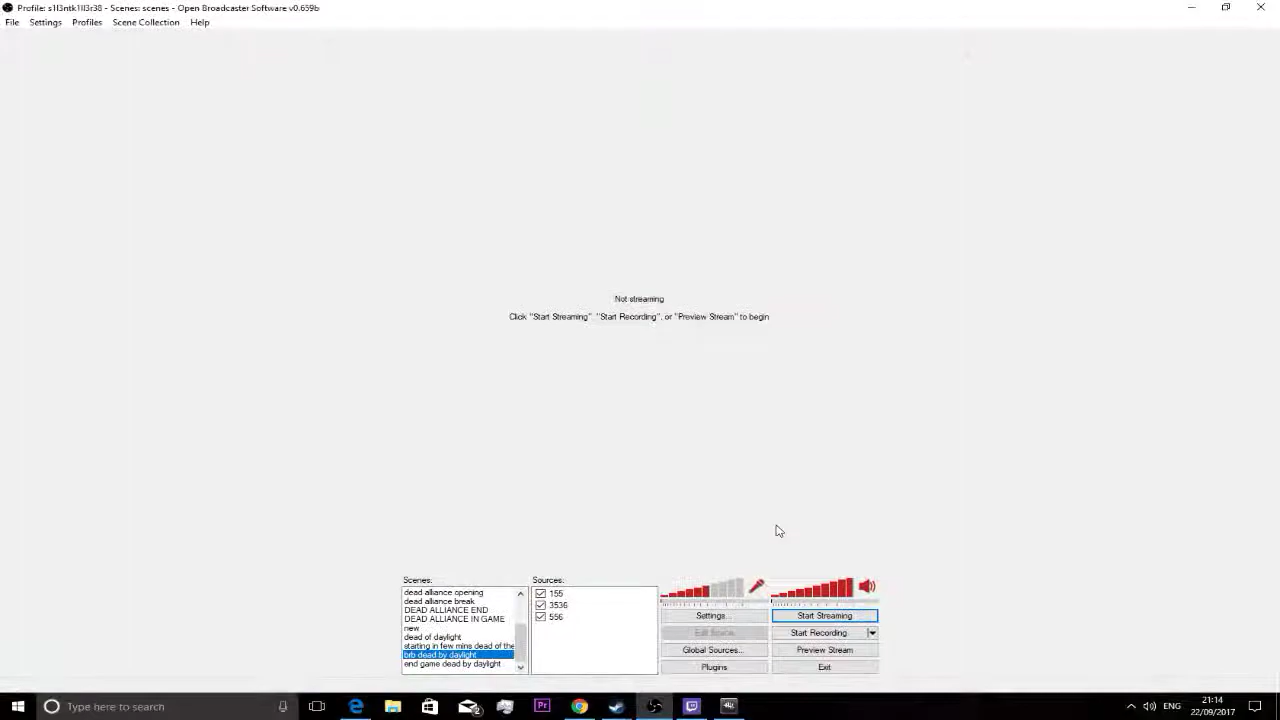 Profile: s1l3ntk1ll3r38 - Scenes: scenes - Open Broadcaster Software v0.659b
File Settings Profiles Scene Collection Help
Not streaming
Click "Start Streaming", "Start Recording", or "Preview Stream" to begin
Scenes:
dead alliance opening
dead alliance break
DEAD ALLIANCE END
DEAD ALLIANCE IN GAME
new
dead of daylight
starting in few mins dead of the
brb dead by daylight
end game dead by daylight
Sources:
155
3536
556
Settings...
Start Streaming
Edit Scene
Start Recording
Global Sources...
Preview Stream
Plugins
Exit
Type here to search
Pr
2
ENG
21:14
22/09/2017